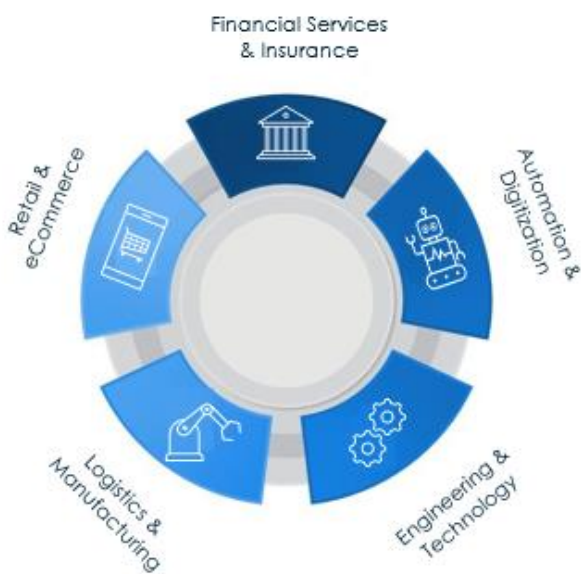 Financial Services
& Insurance
Automation &
Digitization
Engineering &
Technology
Logistics &
Manufacturing
Retail &
eCommerce